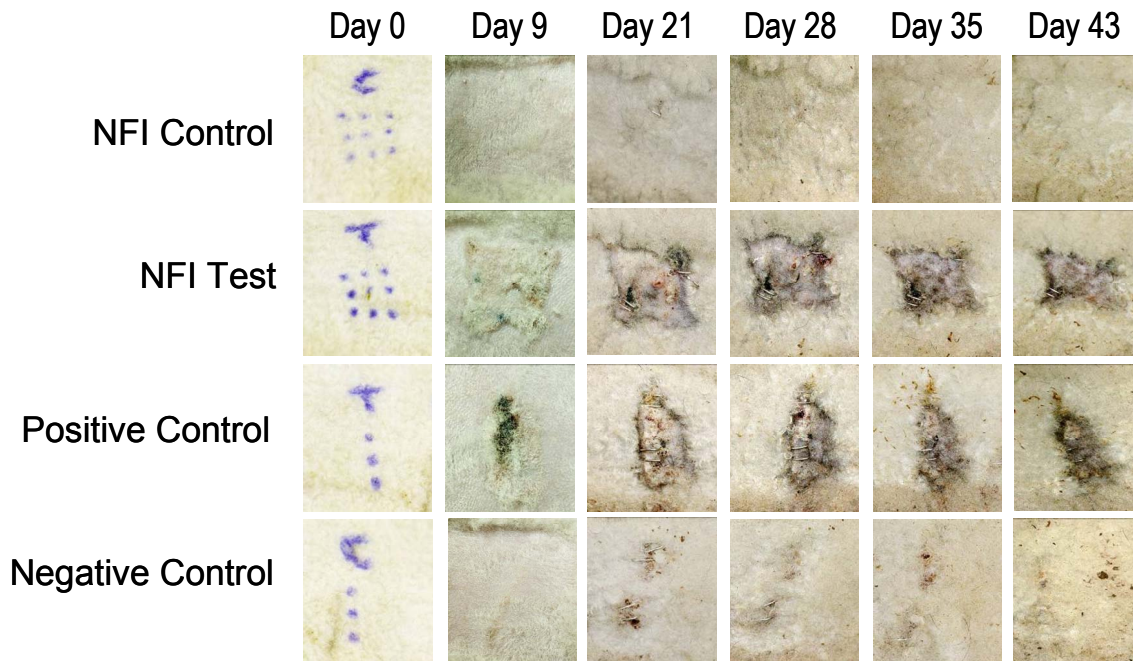 Day 0 Day 9 Day 21 Day 28 Day 35 Day 43
NFI Control
C
NFI Test
T
Positive Control
T
Negative Control
C